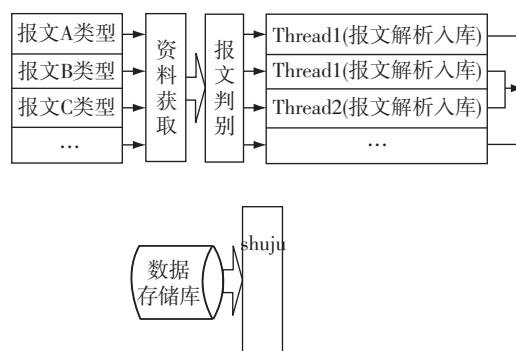 报文A类型
报文B类型
报文C类型
…
资料获取
报文判别
Thread1(报文解析入库)
Thread1(报文解析入库)
Thread2(报文解析入库)
…
数据
存储库
shuju